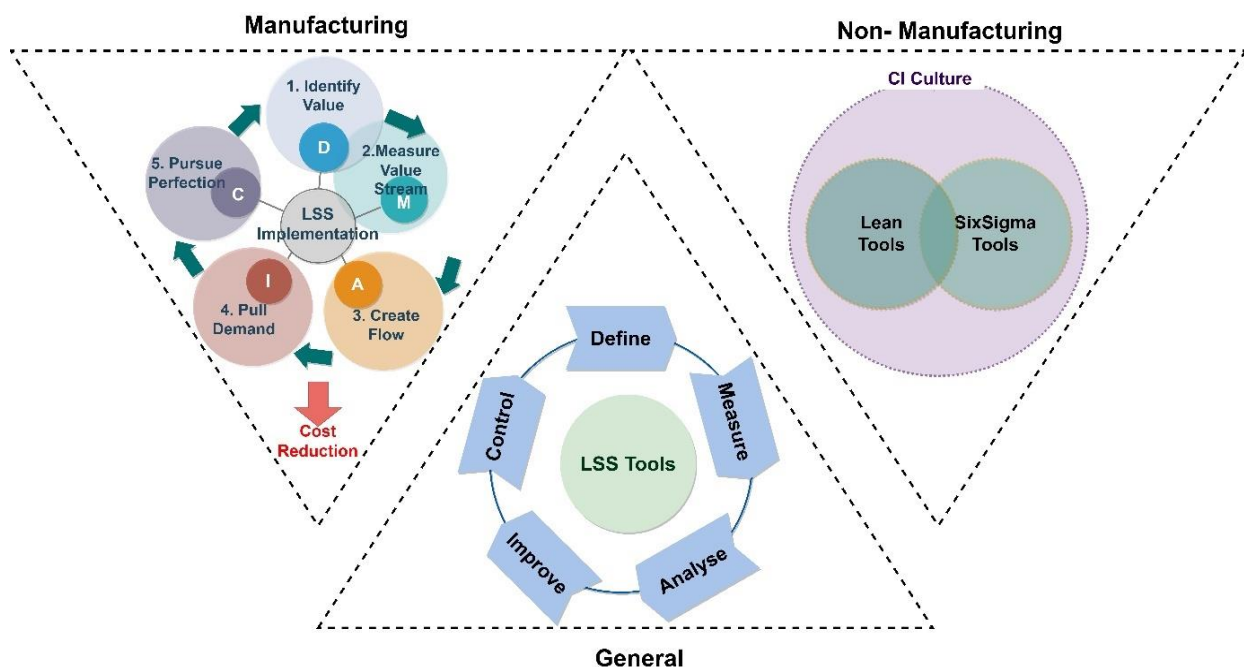 Manufacturing
1. Identify
Value
D
2.Measure
Value
Stream
M
5. Pursue
Perfection
C
LSS
Implementation
I
4. Pull
Demand
A
3. Create
Flow
Cost
Reduction
Non- Manufacturing
CI Culture
Lean
Tools
SixSigma
Tools
Define
Measure
Analyse
Improve
Control
LSS Tools
General